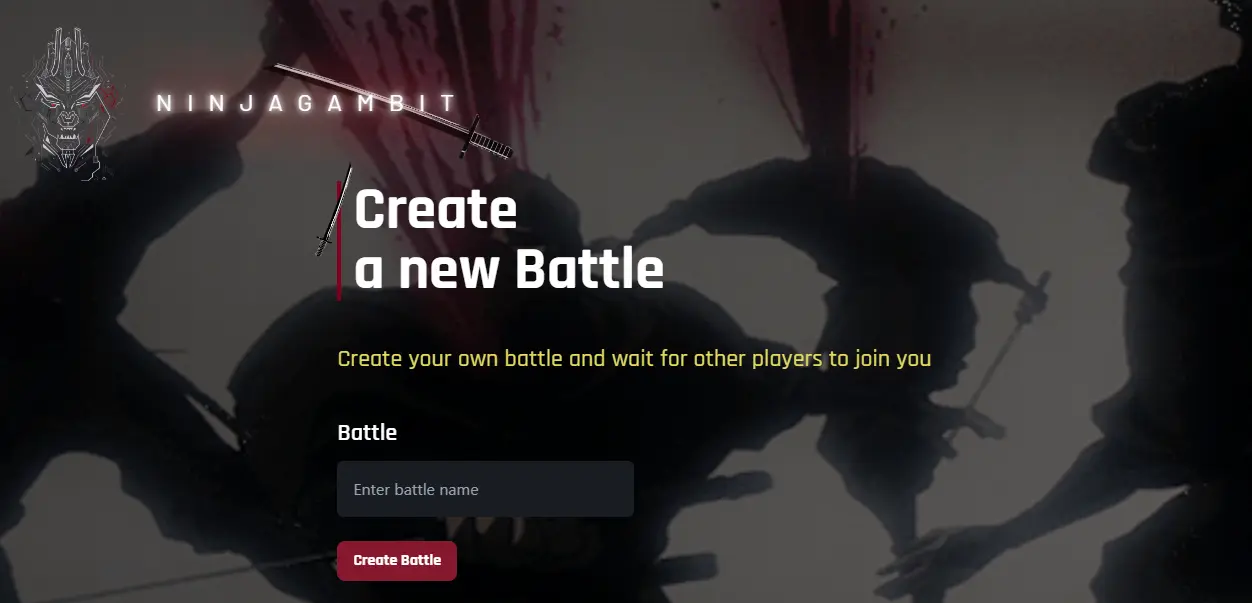 NINJAGAMBIT
Create
a new Battle
Create your own battle and wait for other players to join you
Battle
Enter battle name
Create Battle